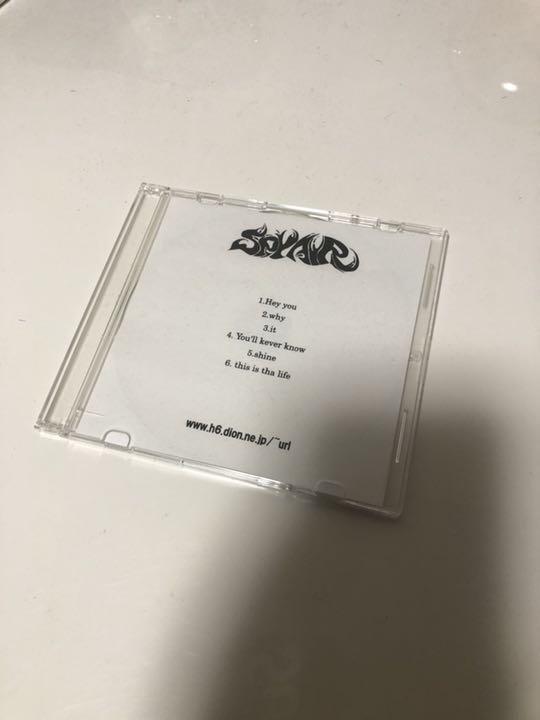 SPYAIR
1.Hey you
2.why
3.it
4. You'll kever know
5.shine
6. this is tha life
www.h6.dion.ne.jp/~url